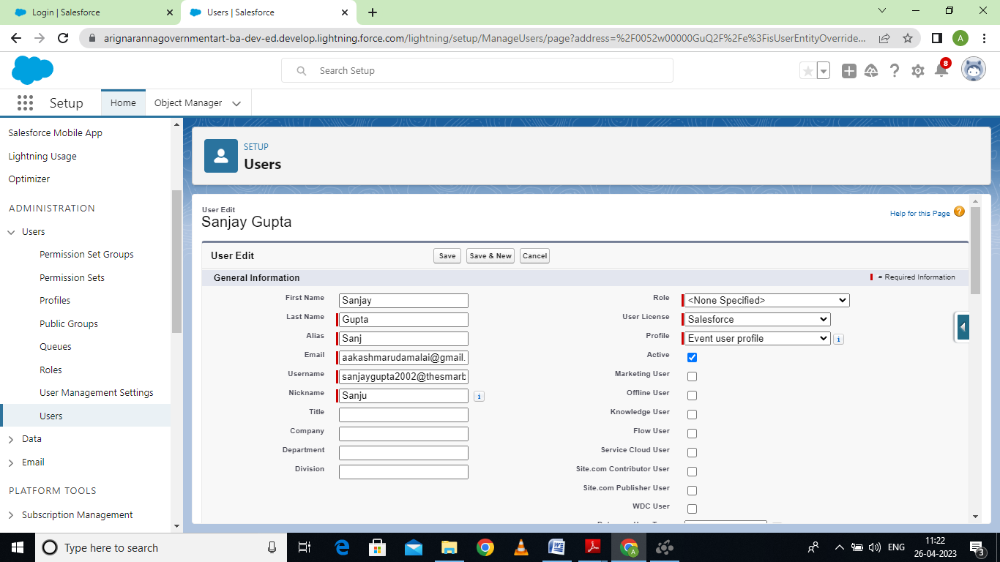 Login | Salesforce
Users | Salesforce
arignarannagovernmentart-ba-dev-ed.develop.lightning.force.com/lightning/setup/ManageUsers/page?address=%2F0052w00000GuQ2F%2Fe%3FisUserEntityOverride...
A
Search Setup
8
Setup
Home
Object Manager
Salesforce Mobile App
Lightning Usage
Optimizer
ADMINISTRATION
Users
Permission Set Groups
Permission Sets
Profiles
Public Groups
Queues
Roles
User Management Settings
Users
Data
Email
PLATFORM TOOLS
Subscription Management
SETUP
Users
User Edit
Sanjay Gupta
Help for this Page ?
User Edit
Save
Save & New
Cancel
General Information
= Required Information
First Name Sanjay
Last Name Gupta
Alias Sanj
Email aakashmarudamalai@gmail.
Username sanjaygupta2002@thesmarb
Nickname Sanju i
Title
Company
Department
Division
Role <None Specified>
User License Salesforce
Profile Event user profile i
Active
Marketing User
Offline User
Knowledge User
Flow User
Service Cloud User
Site.com Contributor User
Site.com Publisher User
WDC User
Type here to search
ENG
11:22
26-04-2023
3